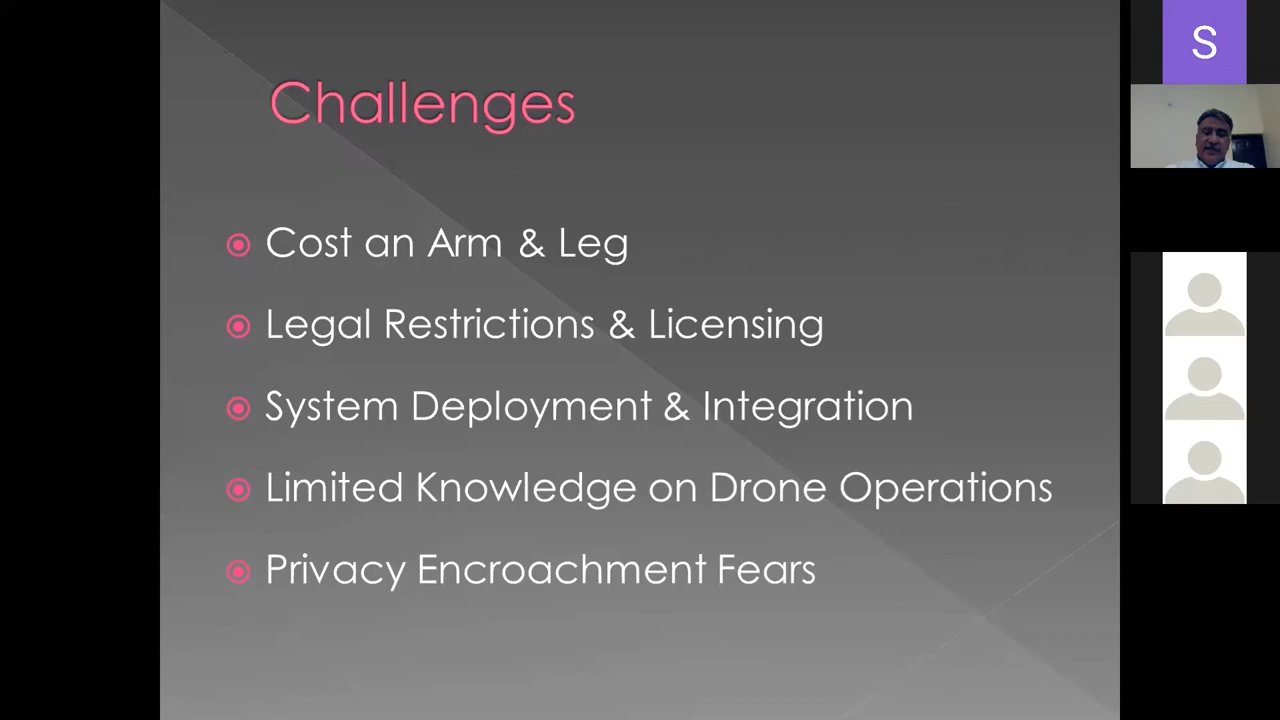 Challenges
Cost an Arm & Leg
Legal Restrictions & Licensing
System Deployment & Integration
Limited Knowledge on Drone Operations
Privacy Encroachment Fears
S